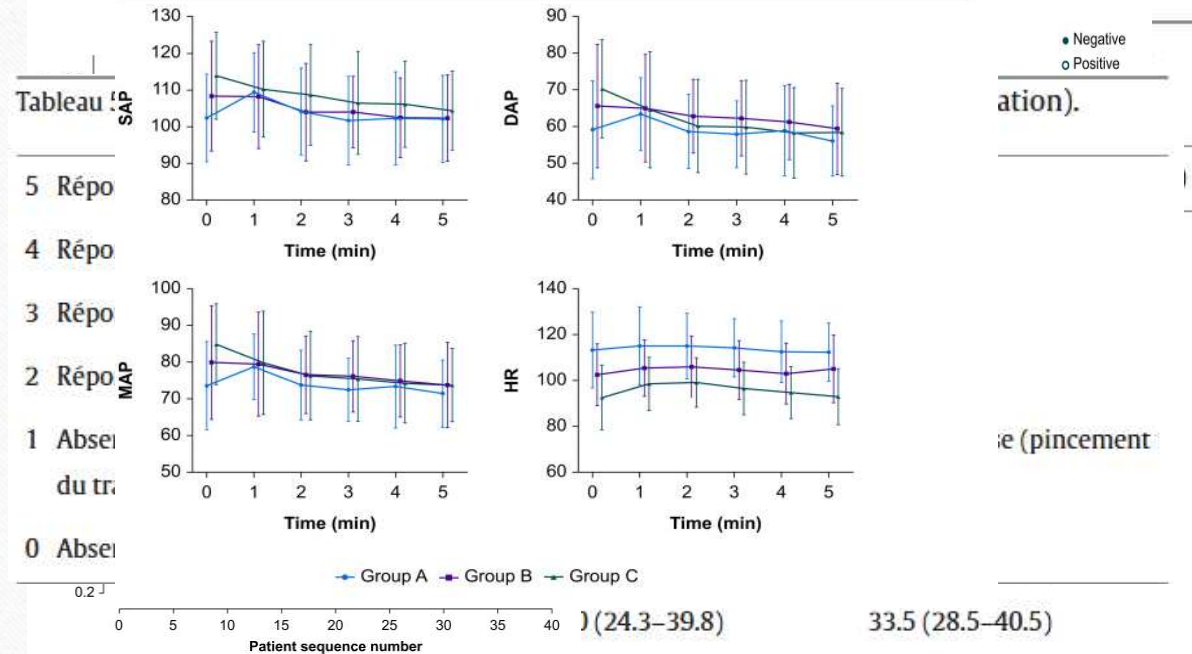 130
120
110
100
90
80
SAP
0 1 2 3 4 5
Time (min)
90
80
70
60
50
40
DAP
0 1 2 3 4 5
Time (min)
Negative
Positive
Tableau
ation).
5 Répo
4 Répo
3 Répo
2 Répo
1 Abse
du tra
0 Abse
se (pincement
100
90
80
70
60
50
MAP
0 1 2 3 4 5
Time (min)
140
120
100
80
60
HR
0 1 2 3 4 5
Time (min)
Group A Group B Group C
0.2
0 5 10 15 20 25 30 35 40
Patient sequence number
(24.3–39.8) 33.5 (28.5–40.5)